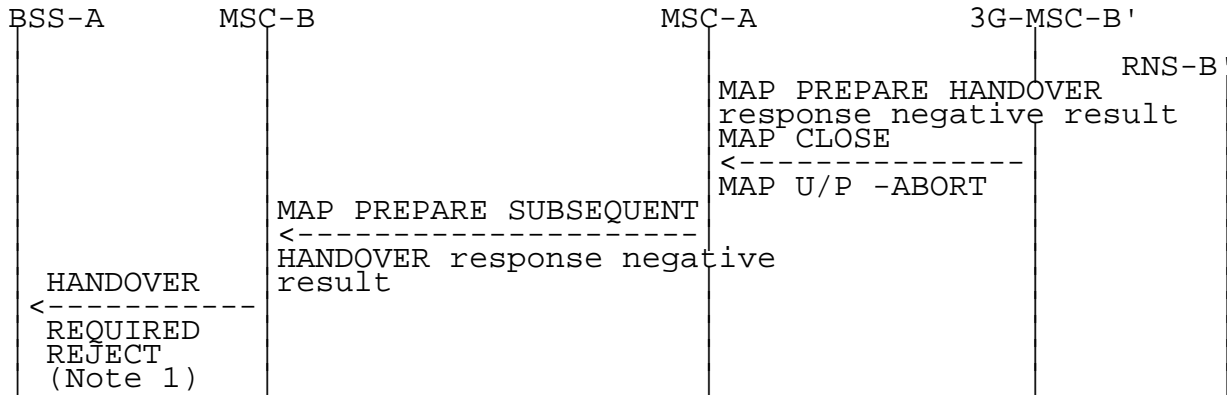 BSS-A MSC-B MSC-A 3G-MSC-B'
RNS-B'
MAP PREPARE HANDOVER
response negative result
MAP CLOSE
<---------------
MAP U/P -ABORT
MAP PREPARE SUBSEQUENT
<----------------------
HANDOVER response negative
result
HANDOVER
<-----------
REQUIRED
REJECT
(Note 1)